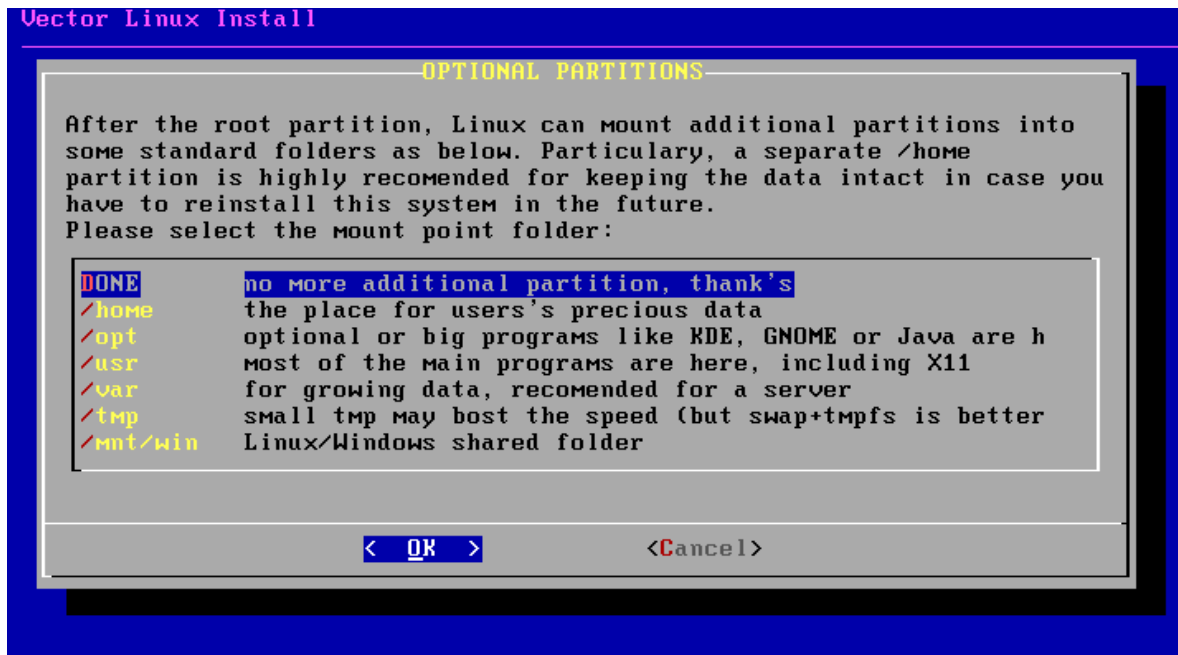 Vector Linux Install
OPTIONAL PARTITIONS
After the root partition, Linux can mount additional partitions into
some standard folders as below. Particulary, a separate /home
partition is highly recomended for keeping the data intact in case you
have to reinstall this system in the future.
Please select the mount point folder:
DONE no more additional partition, thank's
/home the place for users's precious data
/opt optional or big programs like KDE, GNOME or Java are h
/usr most of the main programs are here, including X11
/var for growing data, recomended for a server
/tmp small tmp may bost the speed (but swap+tmpfs is better
/mnt/win Linux/Windows shared folder
< OK > <Cancel>